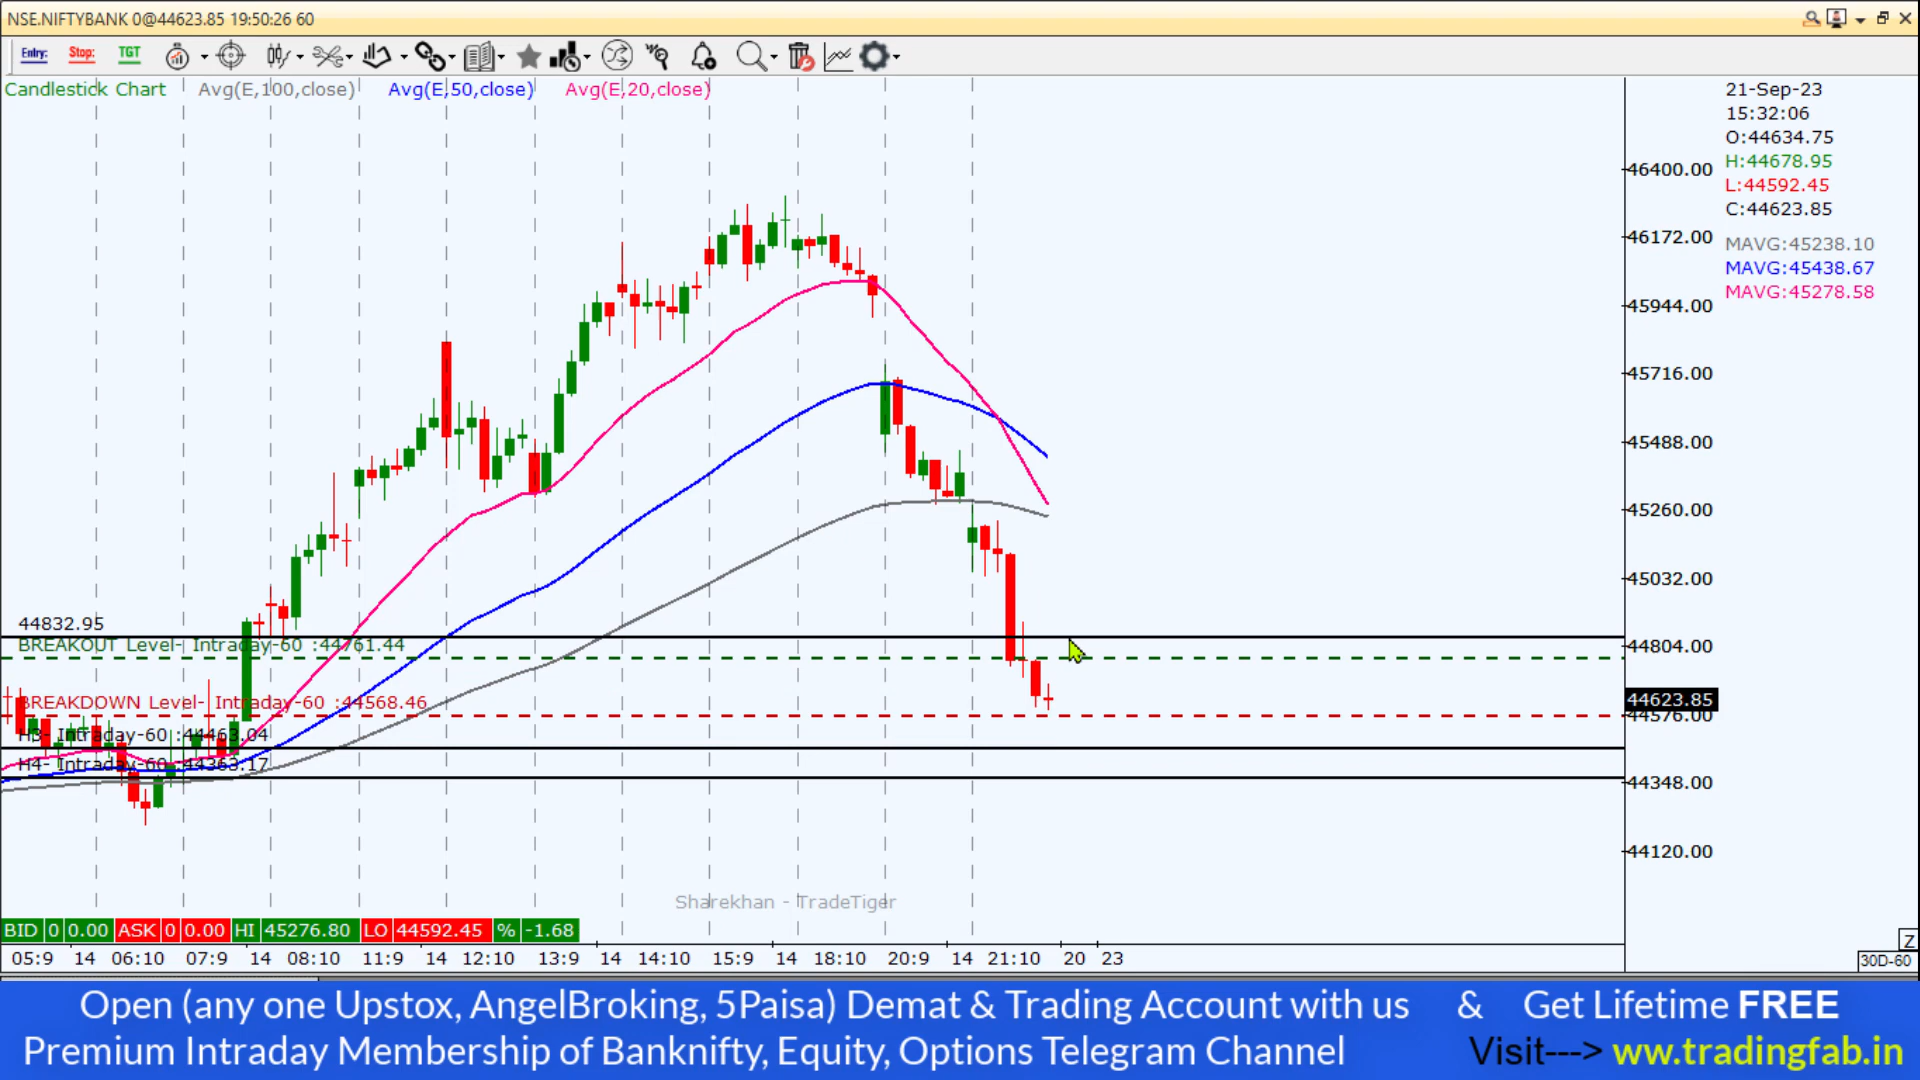 NSE.NIFTYBANK 0@44623.85 19:50:26 60
Entry: Stop: TGT
Candlestick Chart Avg(E,100,close) Avg(E,50,close) Avg(E,20,close)
21-Sep-23
15:32:06
O:44634.75
H:44678.95
L:44592.45
C:44623.85
MAVG:45238.10
MAVG:45438.67
MAVG:45278.58
46400.00
46172.00
45944.00
45716.00
45488.00
45260.00
45032.00
44804.00
44623.85
44576.00
44348.00
44120.00
44832.95
BREAKOUT Level- Intraday-60 :44761.44
BREAKDOWN Level- Intraday-60 :44568.46
H3- Intraday-60 :44463.04
H4- Intraday-60 :44363.17
Sharekhan - TradeTiger
BID 0 0.00 ASK 0 0.00 HI 45276.80 LO 44592.45 % -1.68
Z
05:9 14 06:10 07:9 14 08:10 11:9 14 12:10 13:9 14 14:10 15:9 14 18:10 20:9 14 21:10 20 23
30D-60
Open (any one Upstox, AngelBroking, 5Paisa) Demat & Trading Account with us & Get Lifetime FREE
Premium Intraday Membership of Banknifty, Equity, Options Telegram Channel Visit---> ww.tradingfab.in